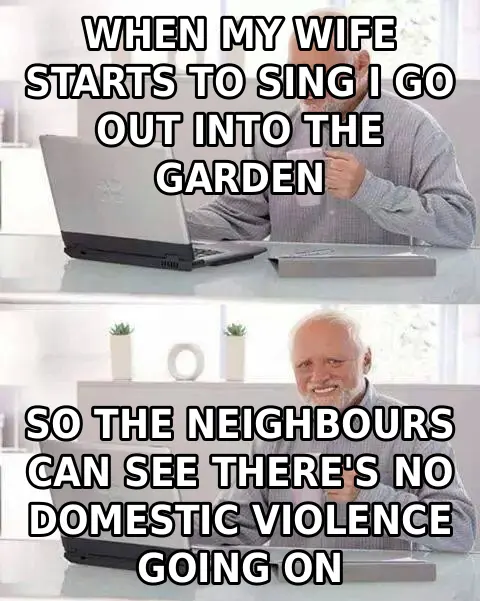 WHEN MY WIFE
STARTS TO SING I GO
OUT INTO THE
GARDEN
SO THE NEIGHBOURS
CAN SEE THERE'S NO
DOMESTIC VIOLENCE
GOING ON